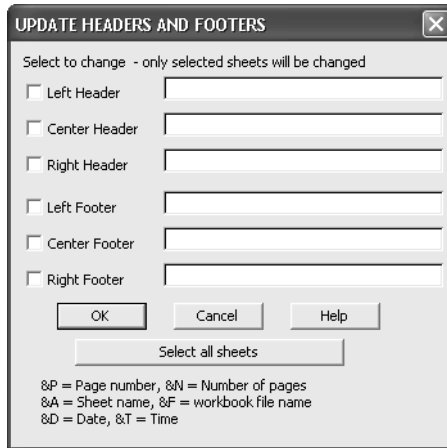 UPDATE HEADERS AND FOOTERS
Select to change - only selected sheets will be changed
Left Header
Center Header
Right Header
Left Footer
Center Footer
Right Footer
OK Cancel Help
Select all sheets
&P = Page number, &N = Number of pages
&A = Sheet name, &F = workbook file name
&D = Date, &T = Time